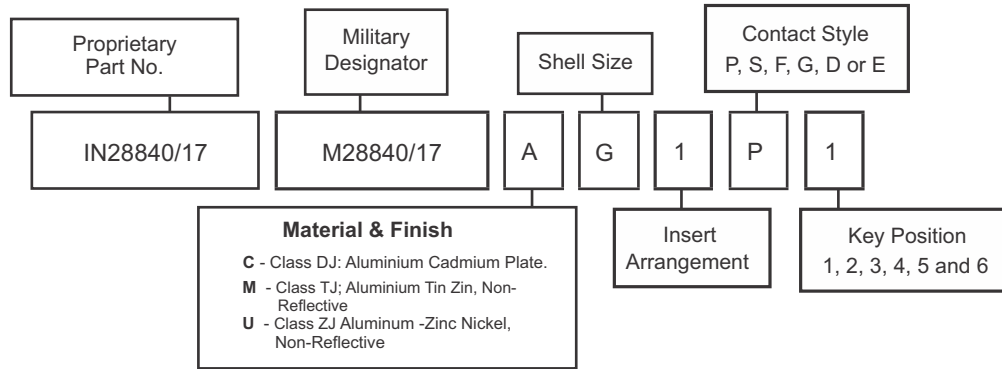 Proprietary
Part No.
Military
Designator
Shell Size
Contact Style
P, S, F, G, D or E
IN28840/17
M28840/17
A
G
1
P
1
Material & Finish
C - Class DJ: Aluminium Cadmium Plate.
M - Class TJ; Aluminium Tin Zin, Non-
Reflective
U - Class ZJ Aluminum -Zinc Nickel,
Non-Reflective
Insert
Arrangement
Key Position
1, 2, 3, 4, 5 and 6